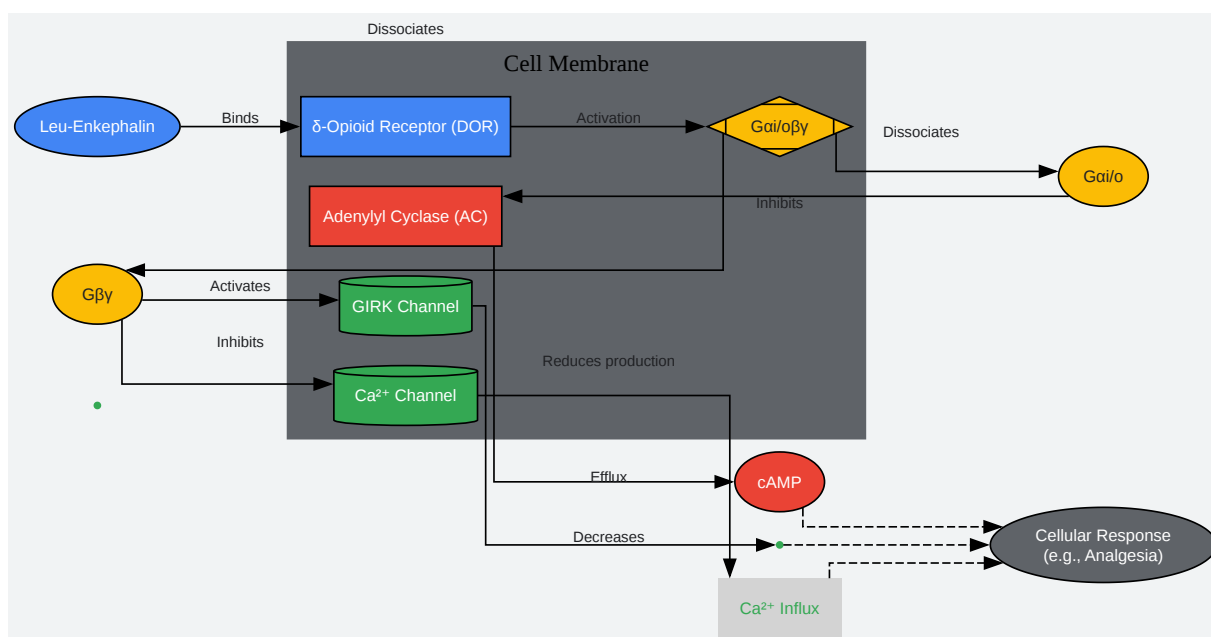 Dissociates
Cell Membrane
Leu-Enkephalin
Binds
δ-Opioid Receptor (DOR)
Activation
Gαi/oβγ
Dissociates
Gαi/o
Adenylyl Cyclase (AC)
Inhibits
Gβγ
Activates
GIRK Channel
Inhibits
Reduces production
Ca²⁺ Channel
Efflux
cAMP
Decreases
Cellular Response
(e.g., Analgesia)
Ca²⁺ Influx